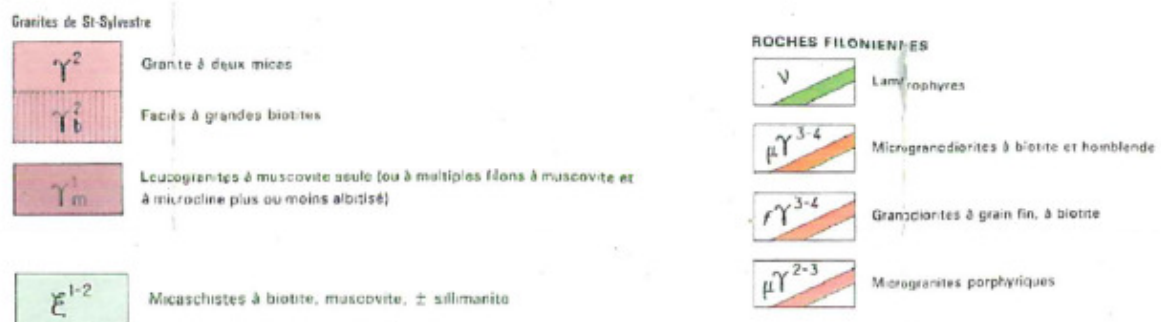 Granites de St-Sylvestre
γ²
Granite à deux micas
γ²b
Faciès à grandes biotites
γ¹m
Leucogranites à muscovite seule (ou à multiples filons à muscovite et
à microcline plus ou moins albitisé)
ξ¹⁻²
Micaschistes à biotite, muscovite, ± sillimanite
ROCHES FILONIENNES
ν
Lamprophyres
μγ³⁻⁴
Microgranodiorites à biotite et hornblende
rγ³⁻⁴
Granodiorites à grain fin, à biotite
μγ²⁻³
Microgranites porphyriques